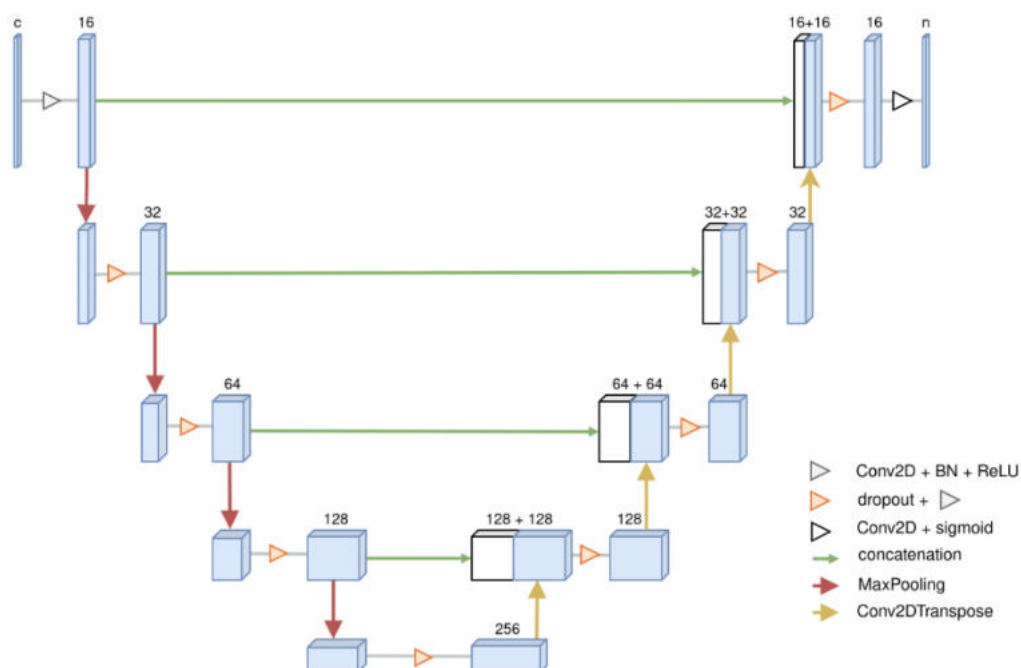 c
16
16+16
16
n
32
32+32
32
64
64 + 64
64
128
128 + 128
128
256
Conv2D + BN + ReLU
dropout +
Conv2D + sigmoid
concatenation
MaxPooling
Conv2DTranspose